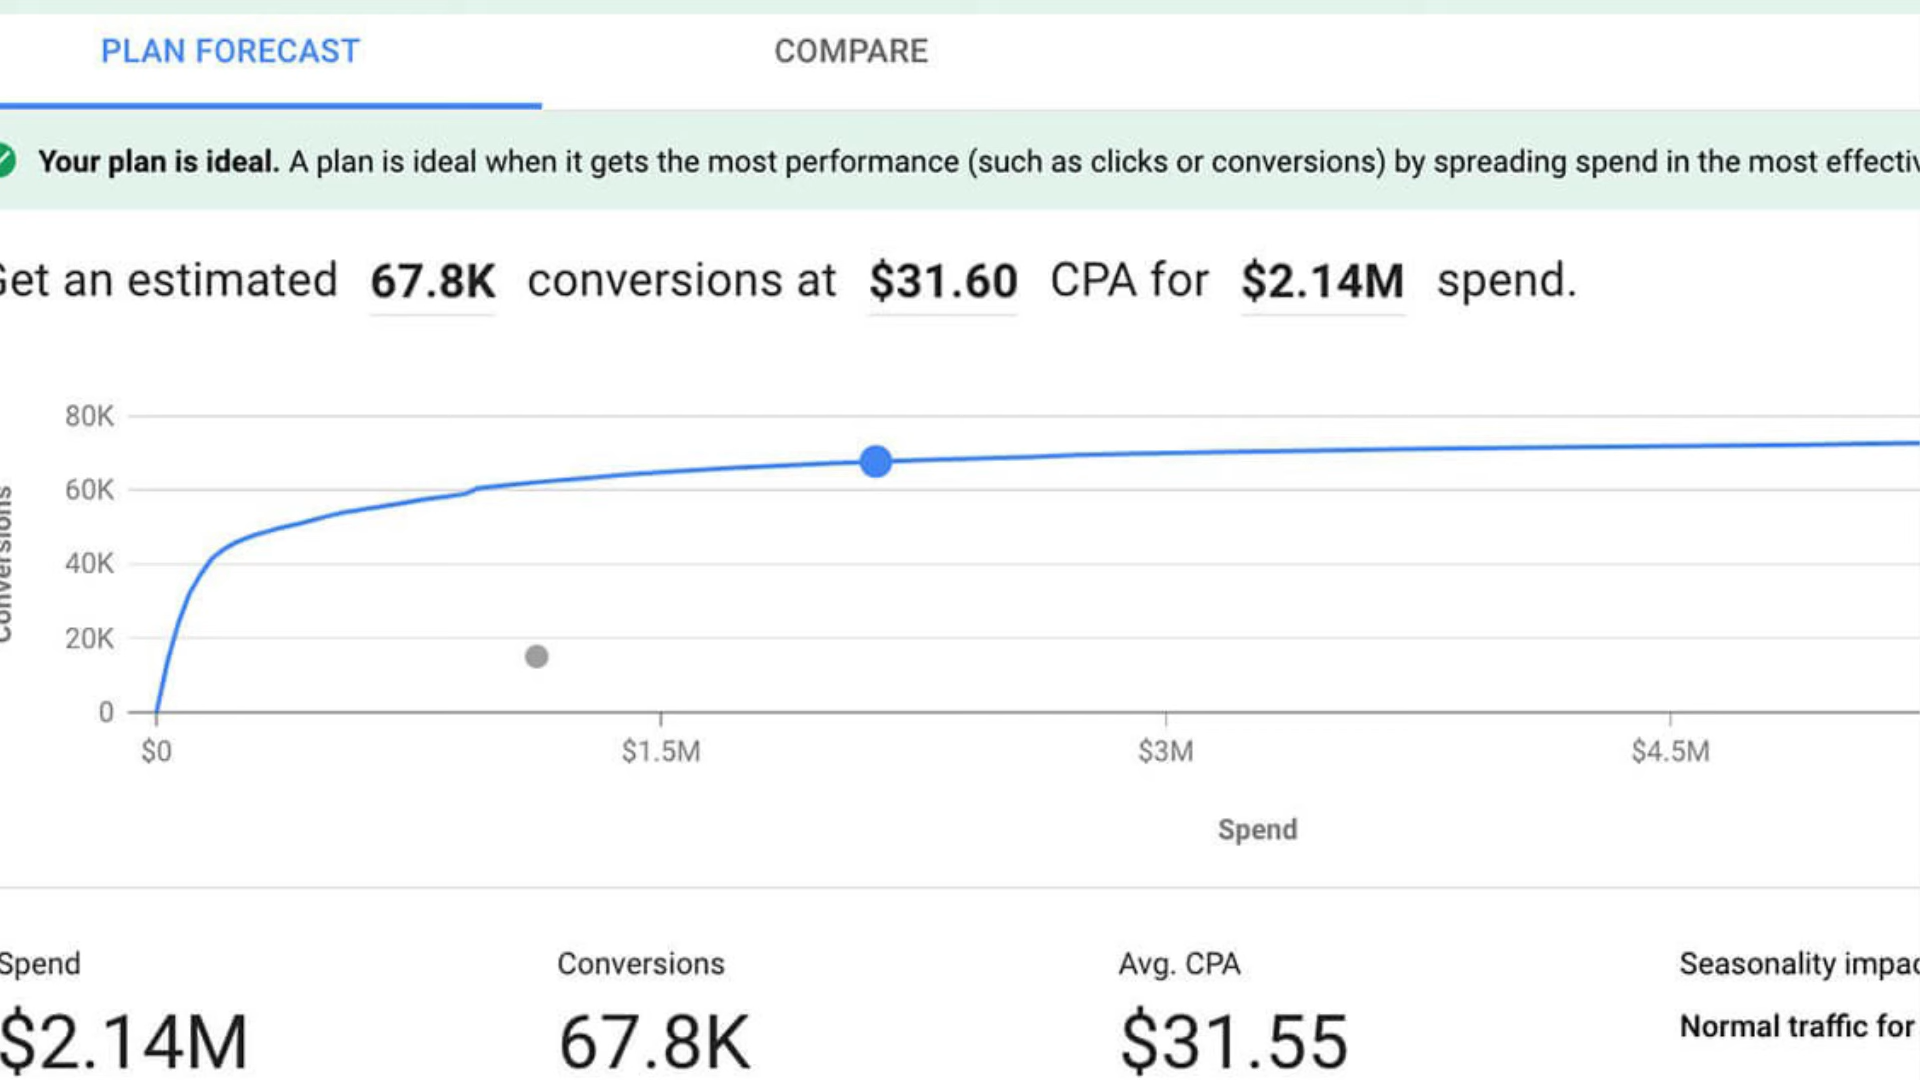 PLAN FORECAST COMPARE
Your plan is ideal. A plan is ideal when it gets the most performance (such as clicks or conversions) by spreading spend in the most
Get an estimated 67.8K conversions at $31.60 CPA for $2.14M spend.
80K
60K
40K
20K
0
Conversions
$0 $1.5M $3M $4.5M
Spend
Spend Conversions Avg. CPA Seasonality
$2.14M 67.8K $31.55 Normal traffic for